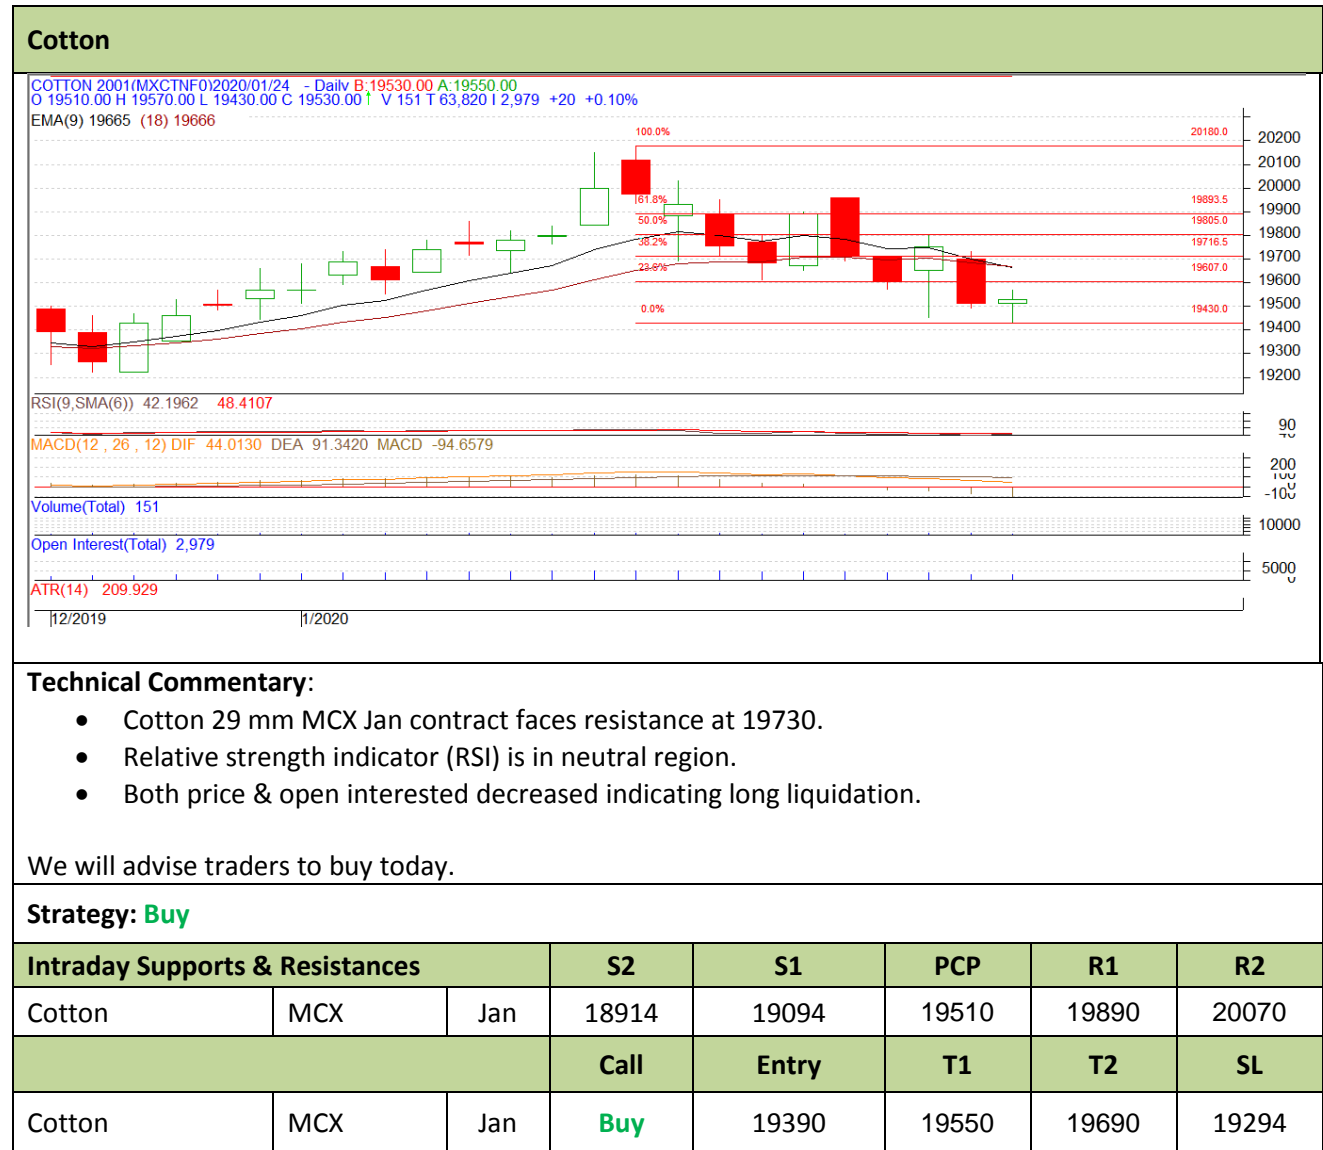 Cotton
COTTON 2001(MXCTNF0)2020/01/24 - Daily B:19530.00 A:19550.00
O 19510.00 H 19570.00 L 19430.00 C 19530.00↑ V 151 T 63,820 I 2,979 +20 +0.10%
EMA(9) 19665 (18) 19666
100.0% 20180.0
20200
20100
20000
61.8% 19893.5
19900
50.0% 19805.0
19800
38.2% 19716.5
19700
23.6% 19607.0
19600
19500
0.0% 19430.0
19400
19300
19200
RSI(9,SMA(6)) 42.1962 48.4107
90
40
MACD(12 , 26 , 12) DIF 44.0130 DEA 91.3420 MACD -94.6579
200
100
0
-100
Volume(Total) 151
10000
Open Interest(Total) 2,979
5000
0
ATR(14) 209.929
12/2019 1/2020
Technical Commentary:
• Cotton 29 mm MCX Jan contract faces resistance at 19730.
• Relative strength indicator (RSI) is in neutral region.
• Both price & open interested decreased indicating long liquidation.
We will advise traders to buy today.
Strategy: Buy
Intraday Supports & Resistances S2 S1 PCP R1 R2
Cotton MCX Jan 18914 19094 19510 19890 20070
Call Entry T1 T2 SL
Cotton MCX Jan Buy 19390 19550 19690 19294